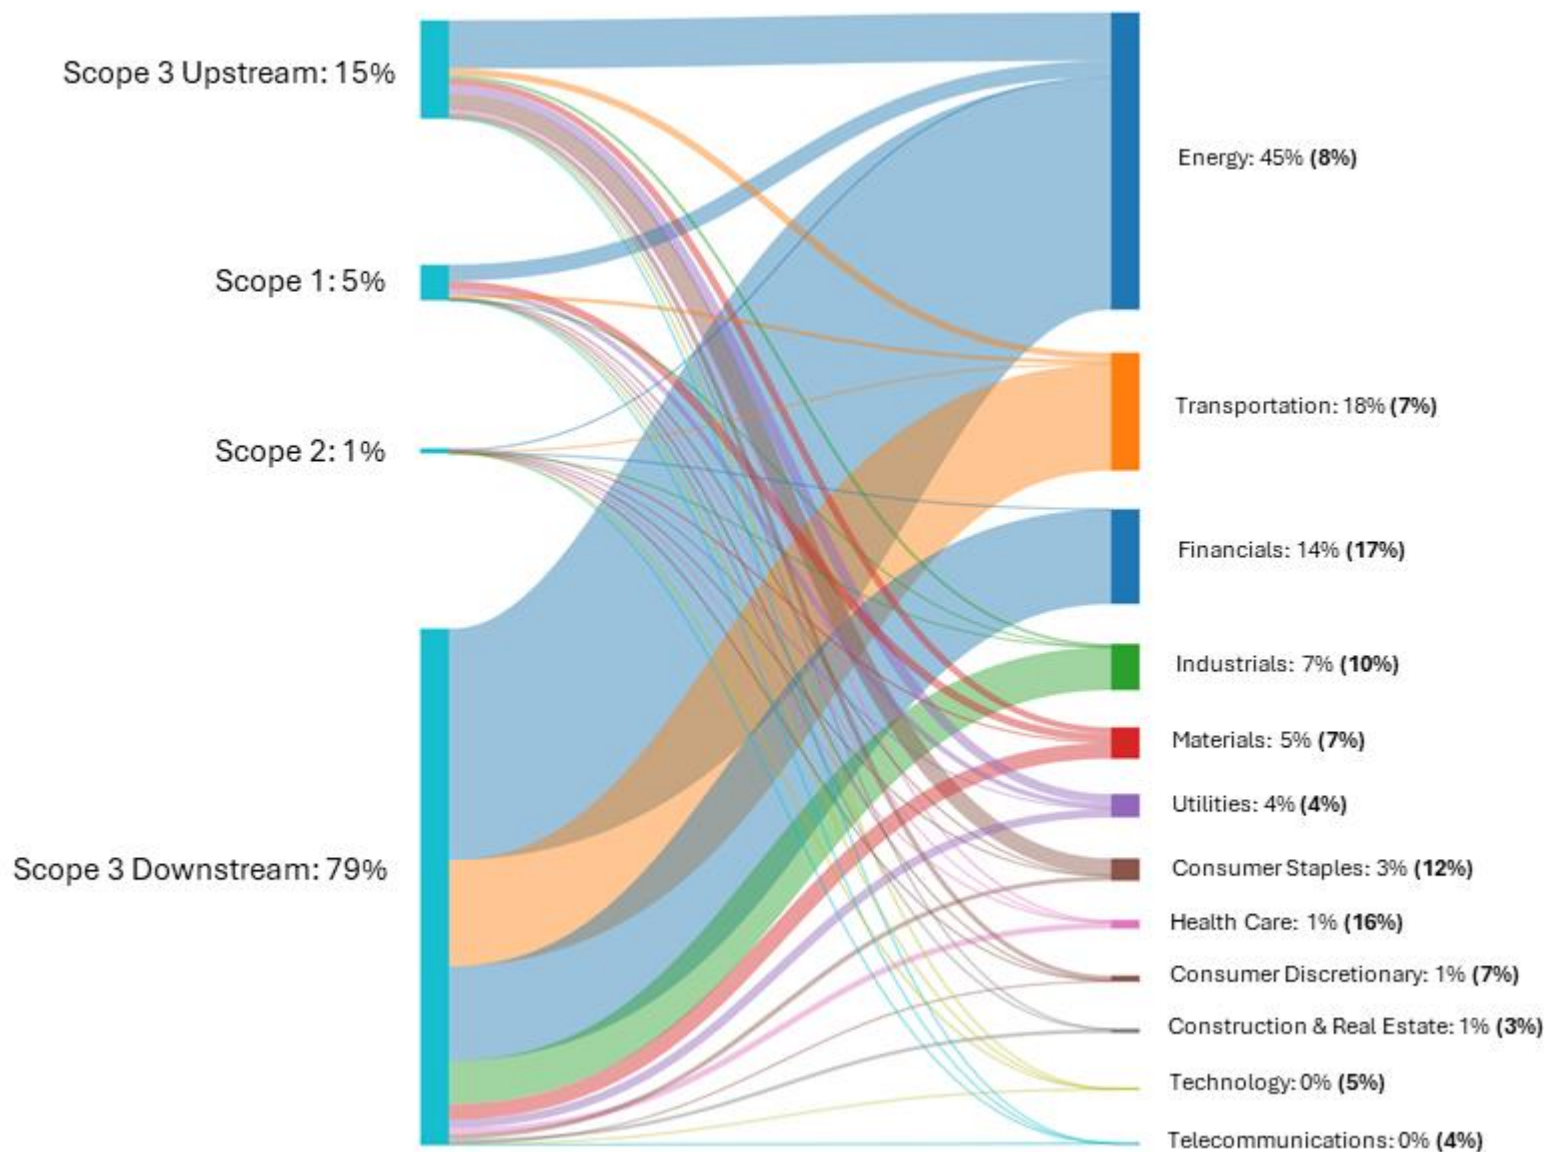 Scope 3 Upstream: 15%
Scope 1: 5%
Scope 2: 1%
Scope 3 Downstream: 79%
Energy: 45% (8%)
Transportation: 18% (7%)
Financials: 14% (17%)
Industrials: 7% (10%)
Materials: 5% (7%)
Utilities: 4% (4%)
Consumer Staples: 3% (12%)
Health Care: 1% (16%)
Consumer Discretionary: 1% (7%)
Construction & Real Estate: 1% (3%)
Technology: 0% (5%)
Telecommunications: 0% (4%)